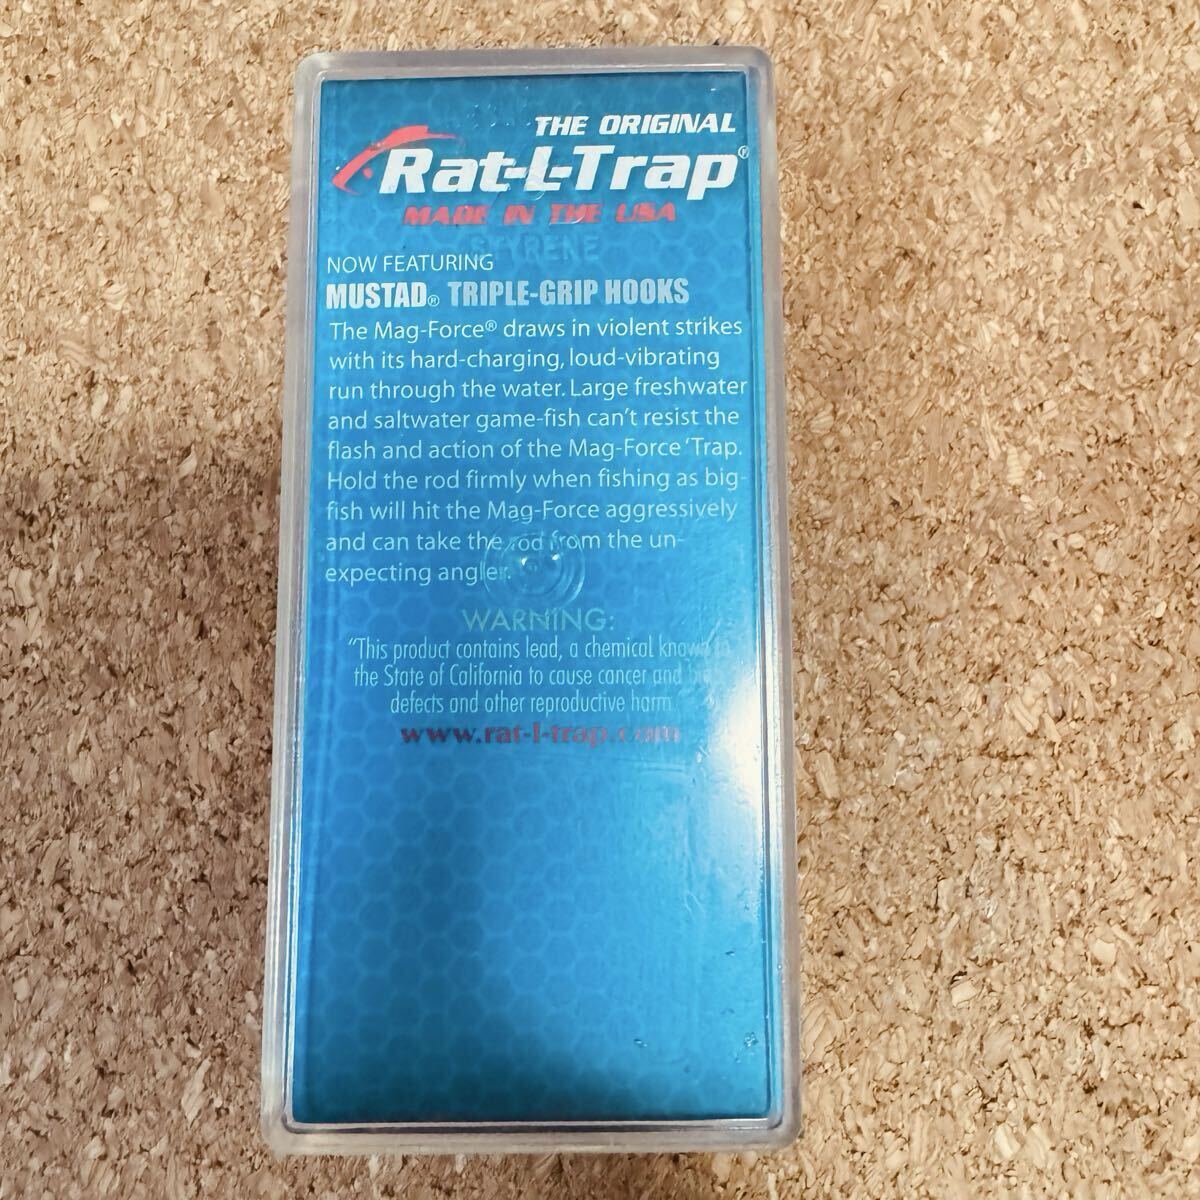 THE ORIGINAL
Rat-L-Trap®
MADE IN THE USA
STYRENE
NOW FEATURING
MUSTAD® TRIPLE-GRIP HOOKS
The Mag-Force® draws in violent strikes
with its hard-charging, loud-vibrating
run through the water. Large freshwater
and saltwater game-fish can't resist the
flash and action of the Mag-Force 'Trap.
Hold the rod firmly when fishing as big-
fish will hit the Mag-Force aggressively
and can take the rod from the un-
expecting angler.
WARNING:
"This product contains lead, a chemical known to
the State of California to cause cancer and birth
defects and other reproductive harm
www.rat-l-trap.com